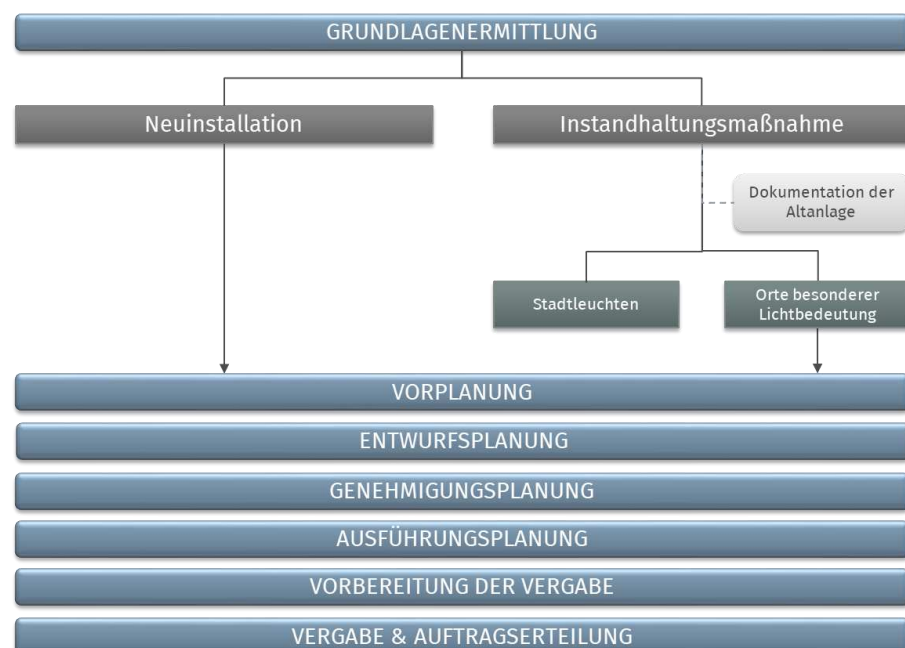 GRUNDLAGENERMITTLUNG
Neuinstallation
Instandhaltungsmaßnahme
Dokumentation der
Altanlage
Stadtleuchten
Orte besonderer
Lichtbedeutung
VORPLANUNG
ENTWURFSPLANUNG
GENEHMIGUNGSPLANUNG
AUSFÜHRUNGSPLANUNG
VORBEREITUNG DER VERGABE
VERGABE & AUFTRAGSERTEILUNG